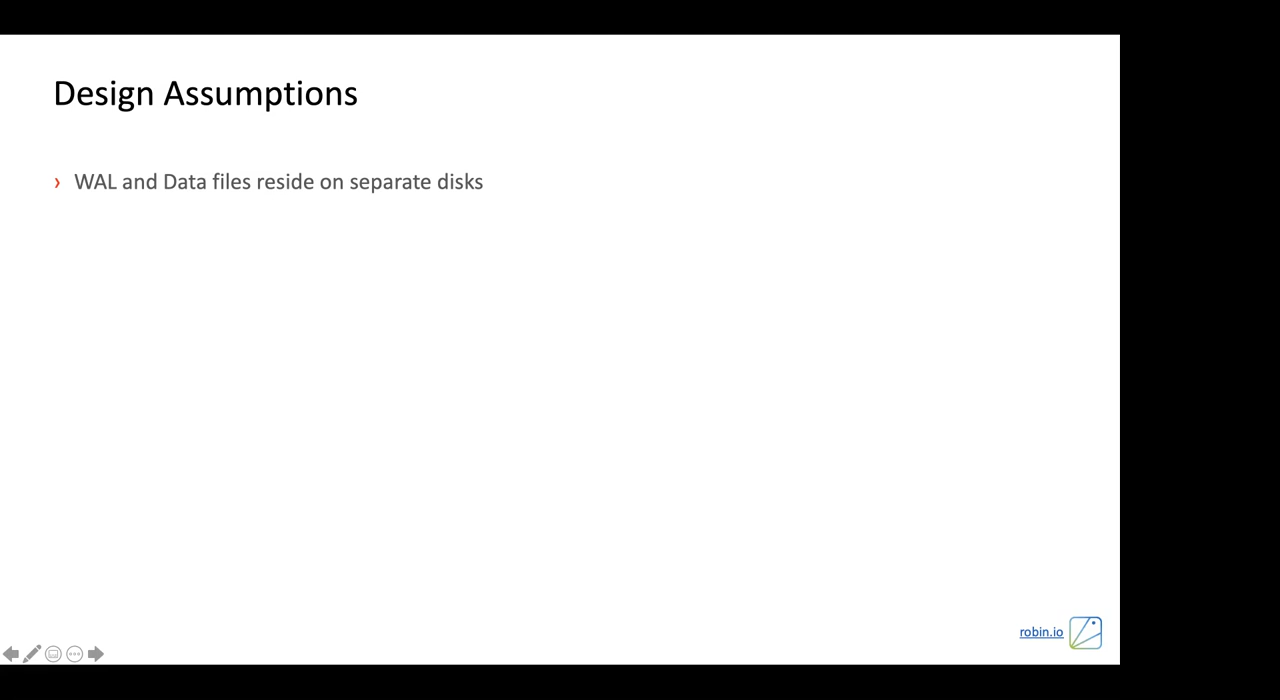 Design Assumptions
› WAL and Data files reside on separate disks
robin.io